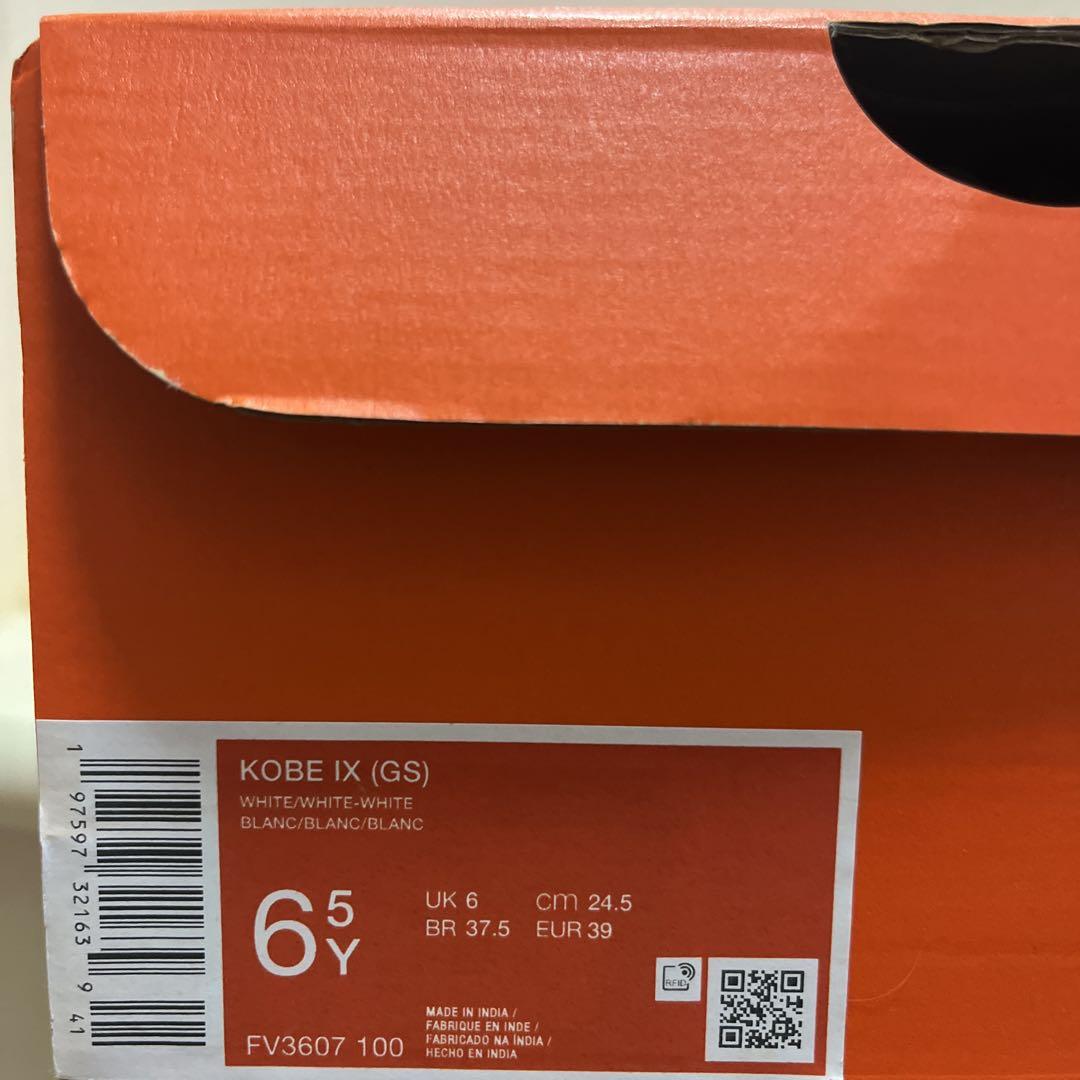 KOBE IX (GS)
WHITE/WHITE-WHITE
BLANC/BLANC/BLANC
6 5 Y
UK 6 cm 24.5
BR 37.5 EUR 39
RFID
MADE IN INDIA /
FABRIQUE EN INDE /
FABRICADO NA ÍNDIA /
HECHO EN INDIA
FV3607 100
1 97597 32163 9 41